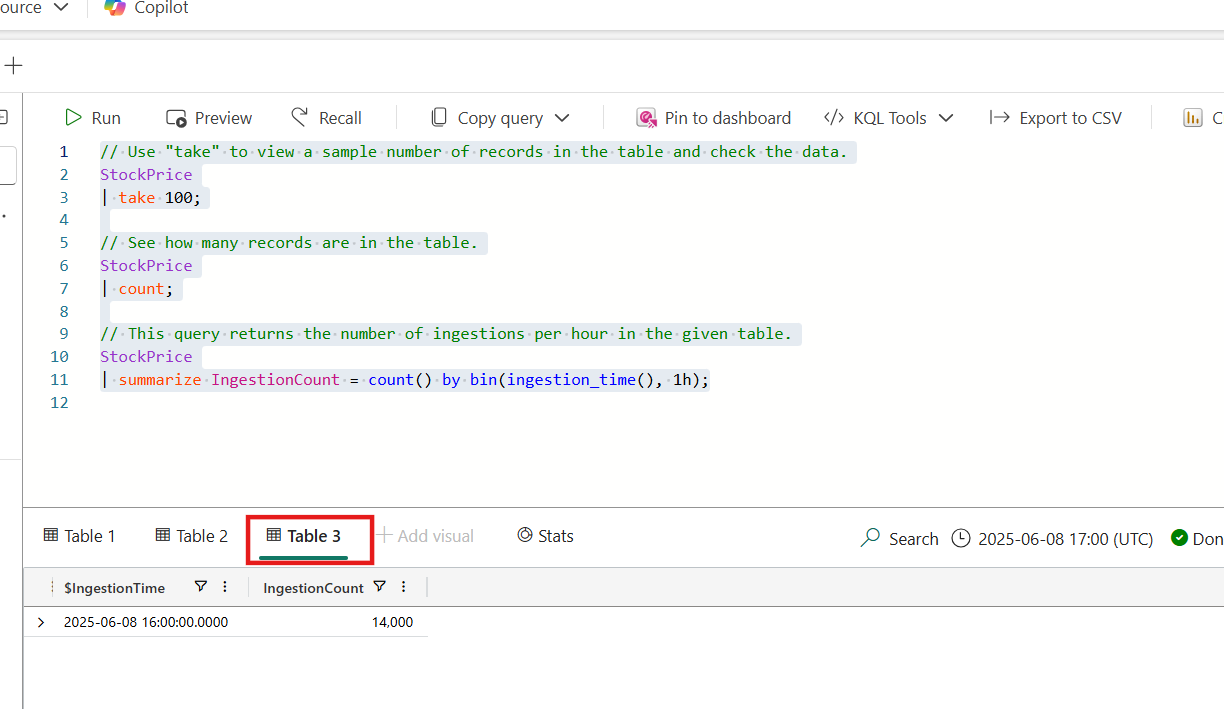 ource Copilot
Run Preview Recall Copy query Pin to dashboard KQL Tools Export to CSV C
1 // Use "take" to view a sample number of records in the table and check the data.
2 StockPrice
3 | take 100;
4
5 // See how many records are in the table.
6 StockPrice
7 | count;
8
9 // This query returns the number of ingestions per hour in the given table.
10 StockPrice
11 | summarize IngestionCount = count() by bin(ingestion_time(), 1h);
12
Table 1 Table 2 Table 3 Add visual Stats Search 2025-06-08 17:00 (UTC) Don
$IngestionTime IngestionCount
2025-06-08 16:00:00.0000 14,000